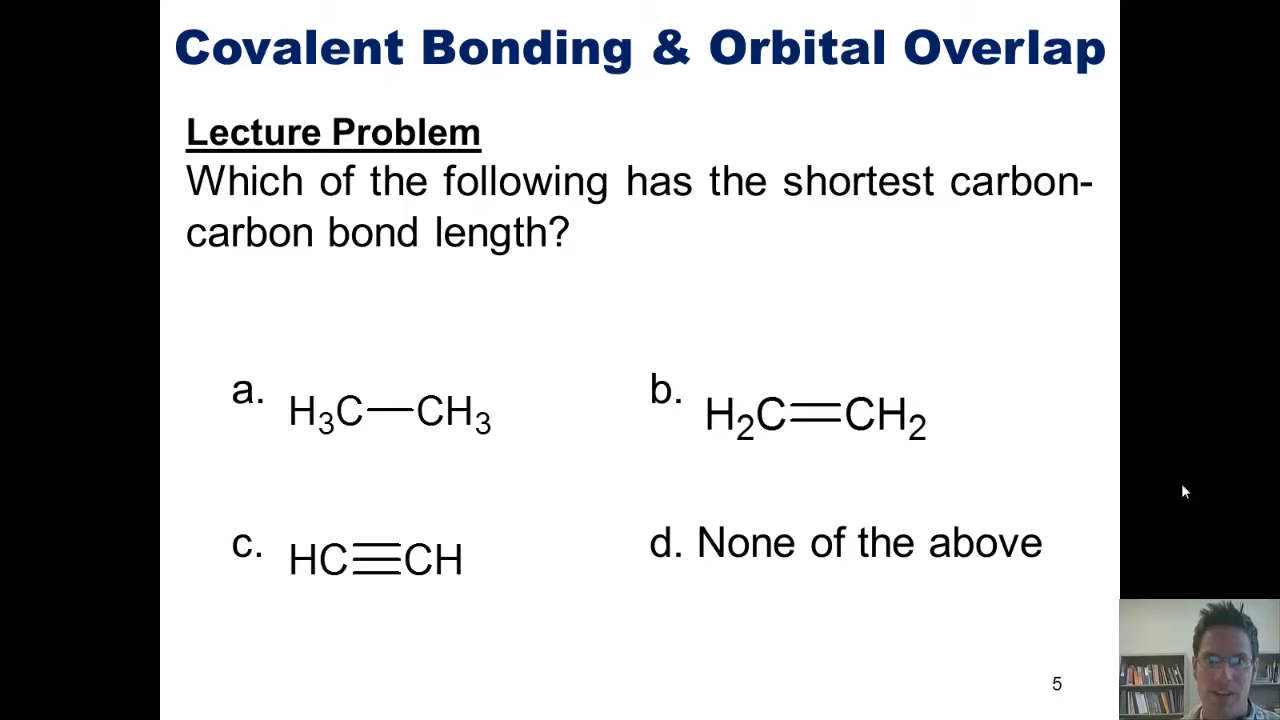 Covalent Bonding & Orbital Overlap
Lecture Problem
Which of the following has the shortest carbon-
carbon bond length?
a. H₃C—CH₃
b. H₂C=CH₂
c. HC≡CH
d. None of the above
5